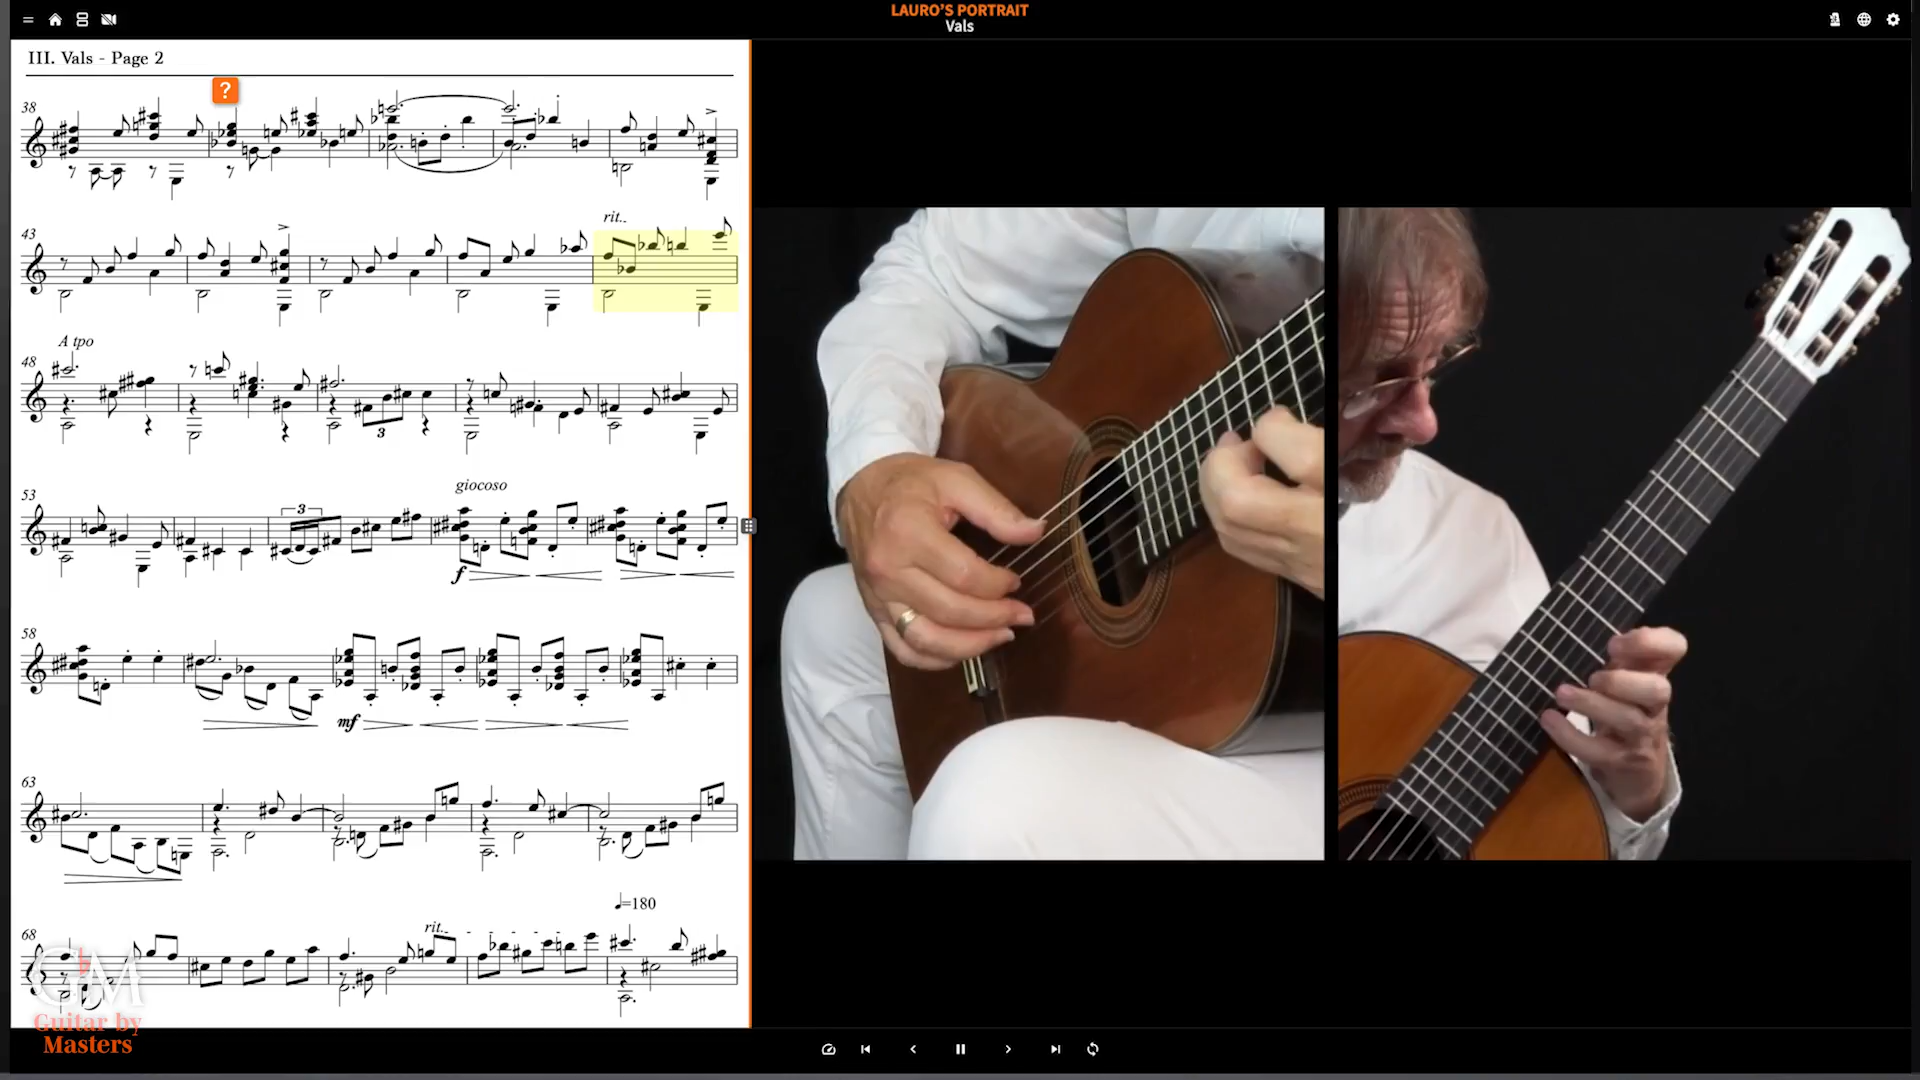 LAURO'S PORTRAIT
Vals
III. Vals - Page 2
?
38
43
rit..
A tpo
48
3
giocoso
53
3
f
58
mf
63
=180
rit..
68
GM
Guitar by
Masters